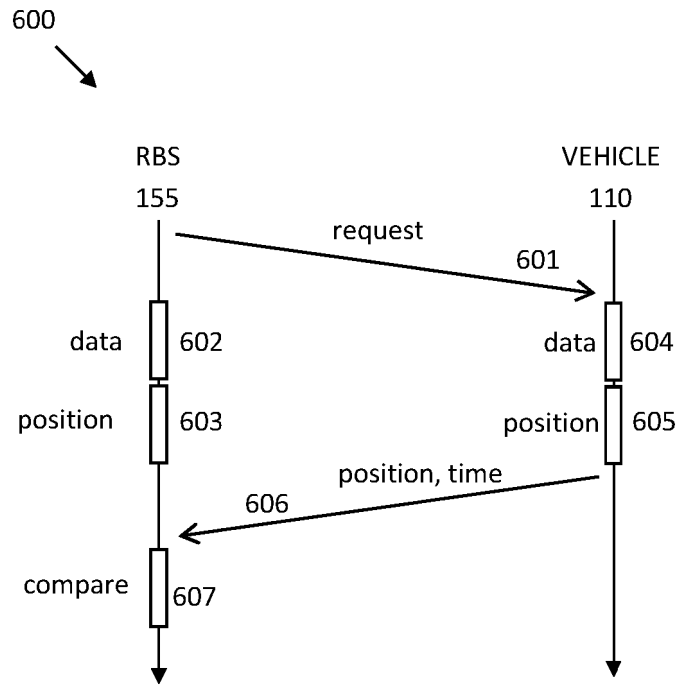 600
RBS VEHICLE
155 110
request
601
data 602 data 604
position 603 position 605
position, time
606
compare 607